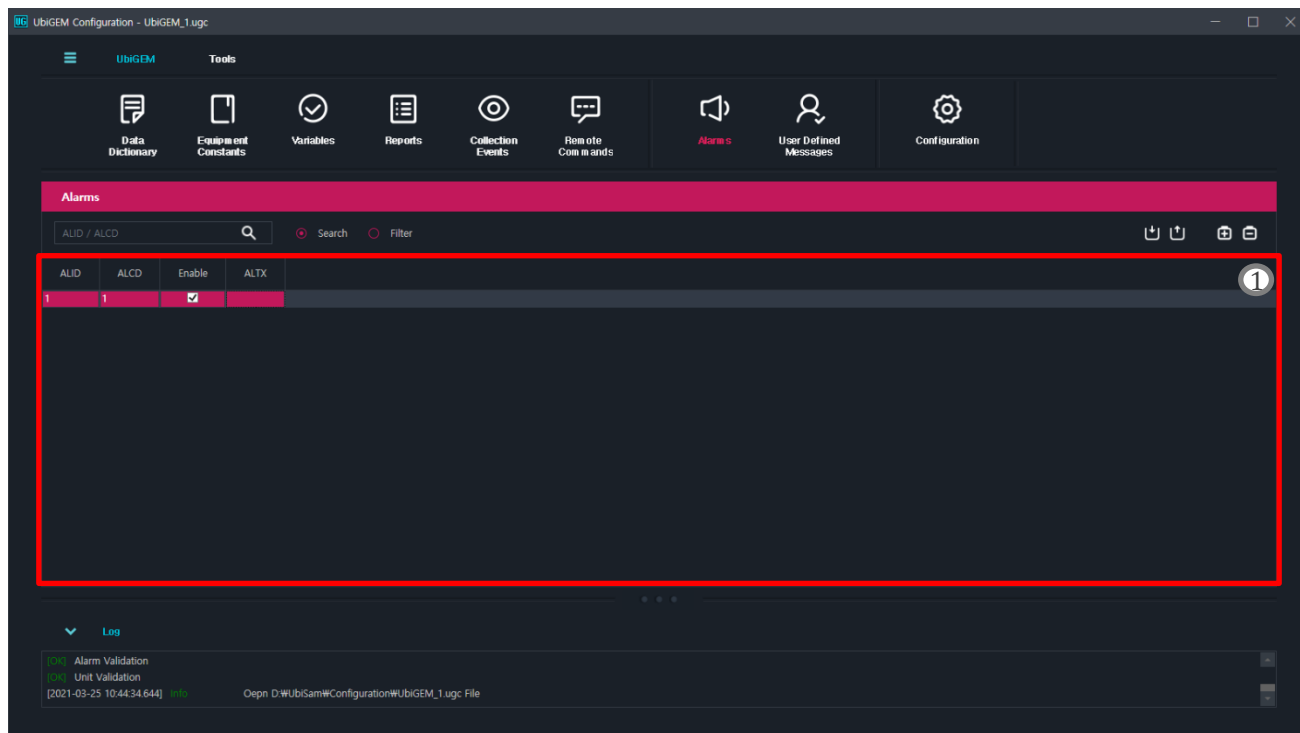 UG UbiGEM Configuration - UbiGEM_1.ugc
UbiGEM Tools
Data Dictionary
Equipment Constants
Variables
Reports
Collection Events
Remote Commands
Alarms
User Defined Messages
Configuration
Alarms
ALID / ALCD Search Filter
ALID ALCD Enable ALTX
①
1 1
Log
[OK] Alarm Validation
[OK] Unit Validation
[2021-03-25 10:44:34.644] Info Oepn D:₩UbiSam₩Configuration₩UbiGEM_1.ugc File